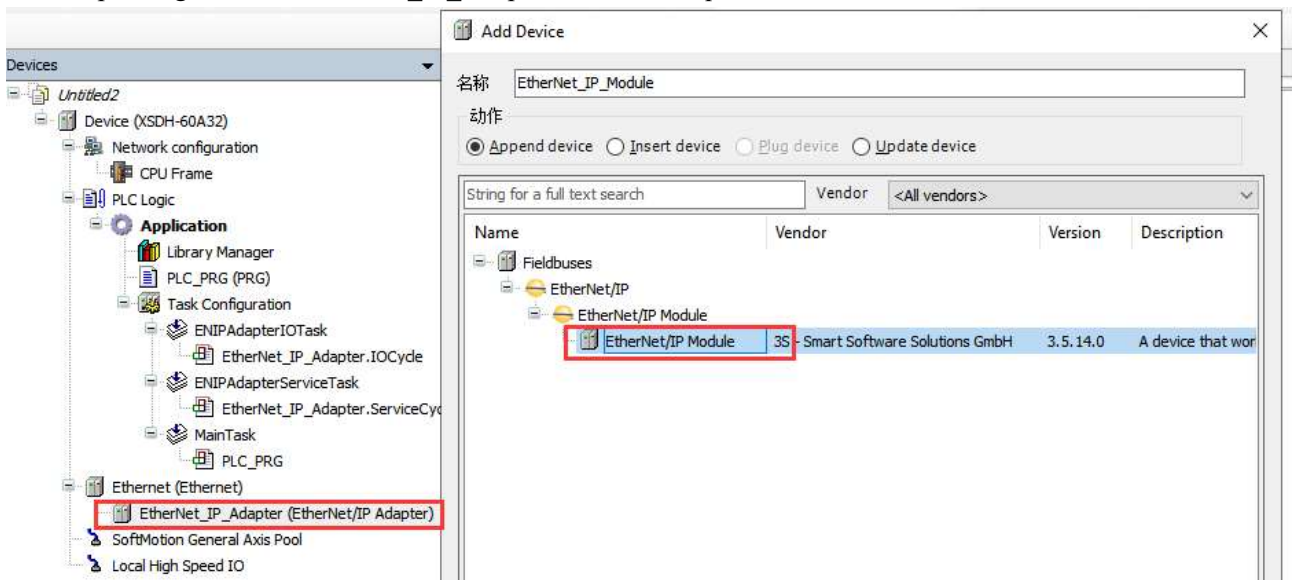 Add Device
Devices
名称 EtherNet_IP_Module
Untitled2
动作
Device (XSDH-60A32)
Append device Insert device Plug device Update device
Network configuration
CPU Frame
String for a full text search Vendor <All vendors>
PLC Logic
Application
Name Vendor Version Description
Library Manager
Fieldbuses
PLC_PRG (PRG)
EtherNet/IP
Task Configuration
EtherNet/IP Module
ENIPAdapterIOTask
EtherNet/IP Module 3S - Smart Software Solutions GmbH 3.5.14.0 A device that wor
EtherNet_IP_Adapter.IOCycle
ENIPAdapterServiceTask
EtherNet_IP_Adapter.ServiceCyc
MainTask
PLC_PRG
Ethernet (Ethernet)
EtherNet_IP_Adapter (EtherNet/IP Adapter)
SoftMotion General Axis Pool
Local High Speed IO